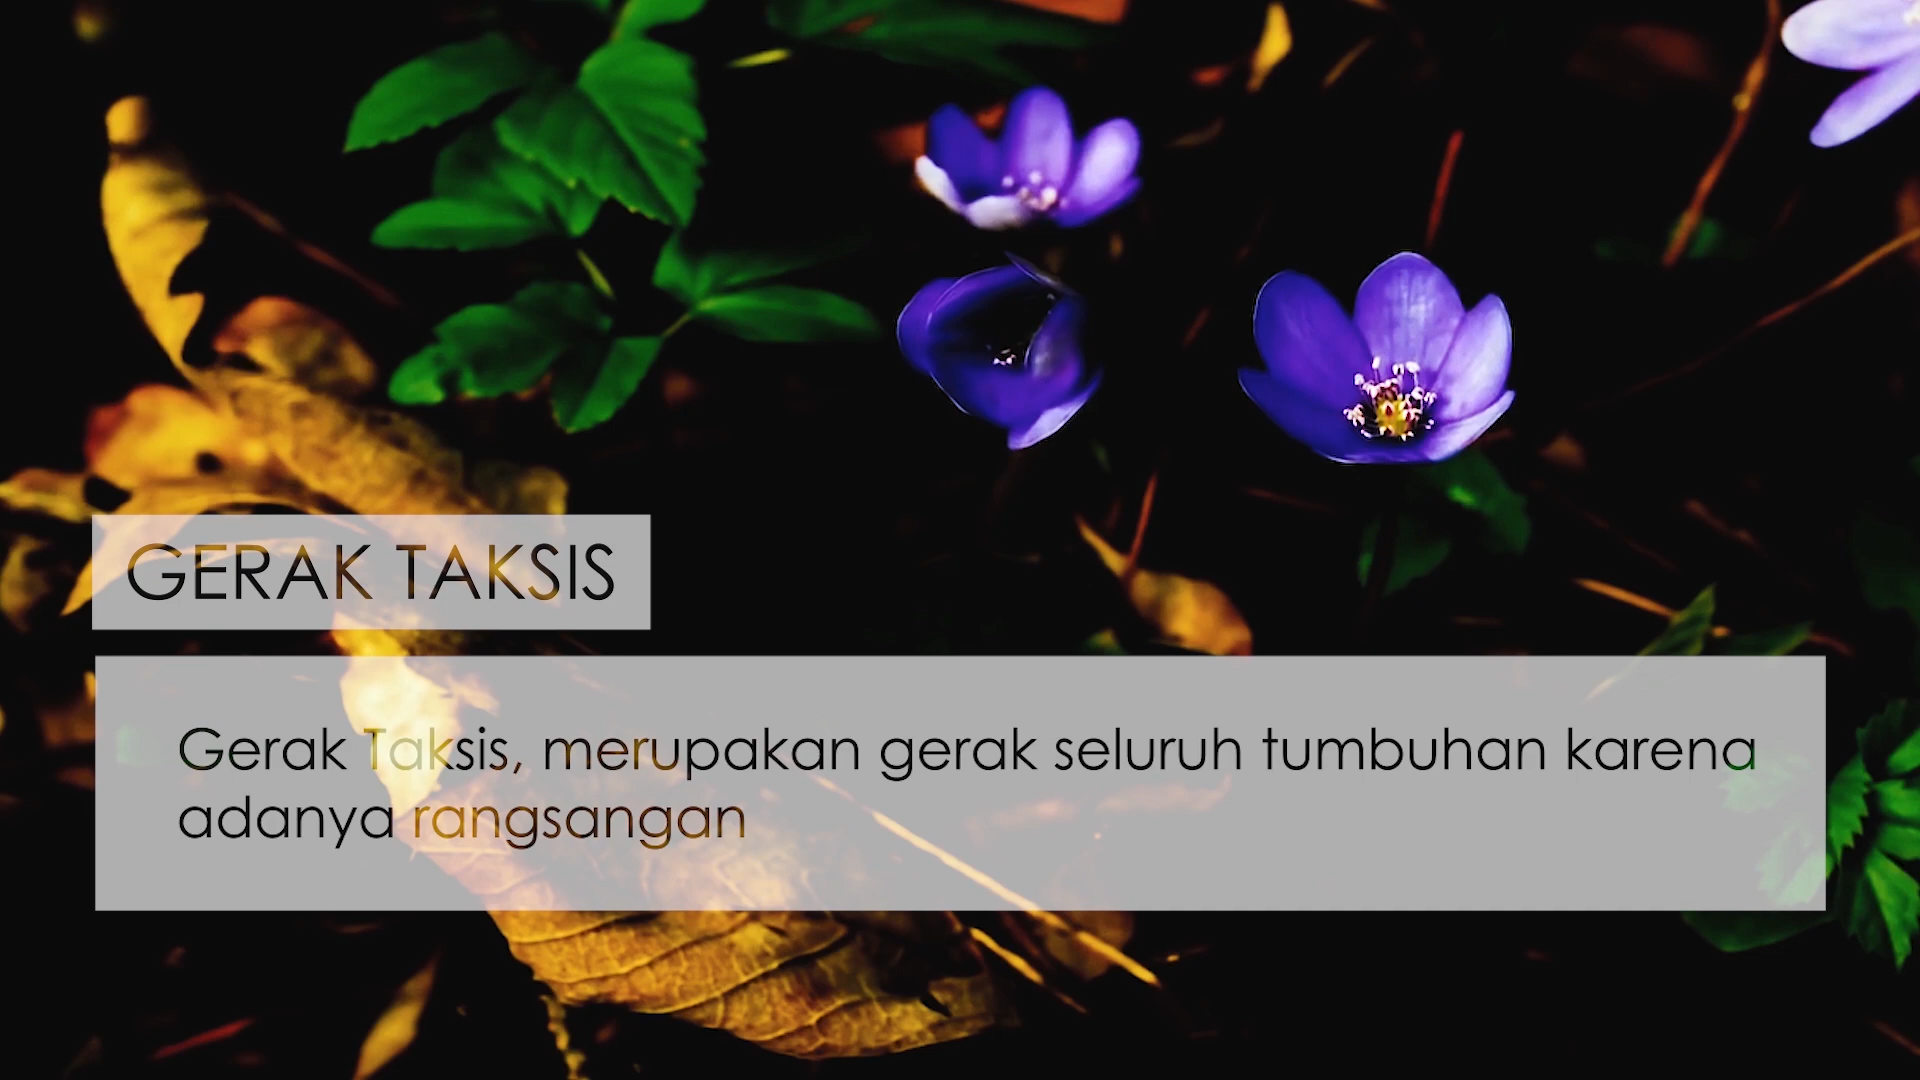 GERAK TAKSIS
Gerak Taksis, merupakan gerak seluruh tumbuhan karena
adanya rangsangan